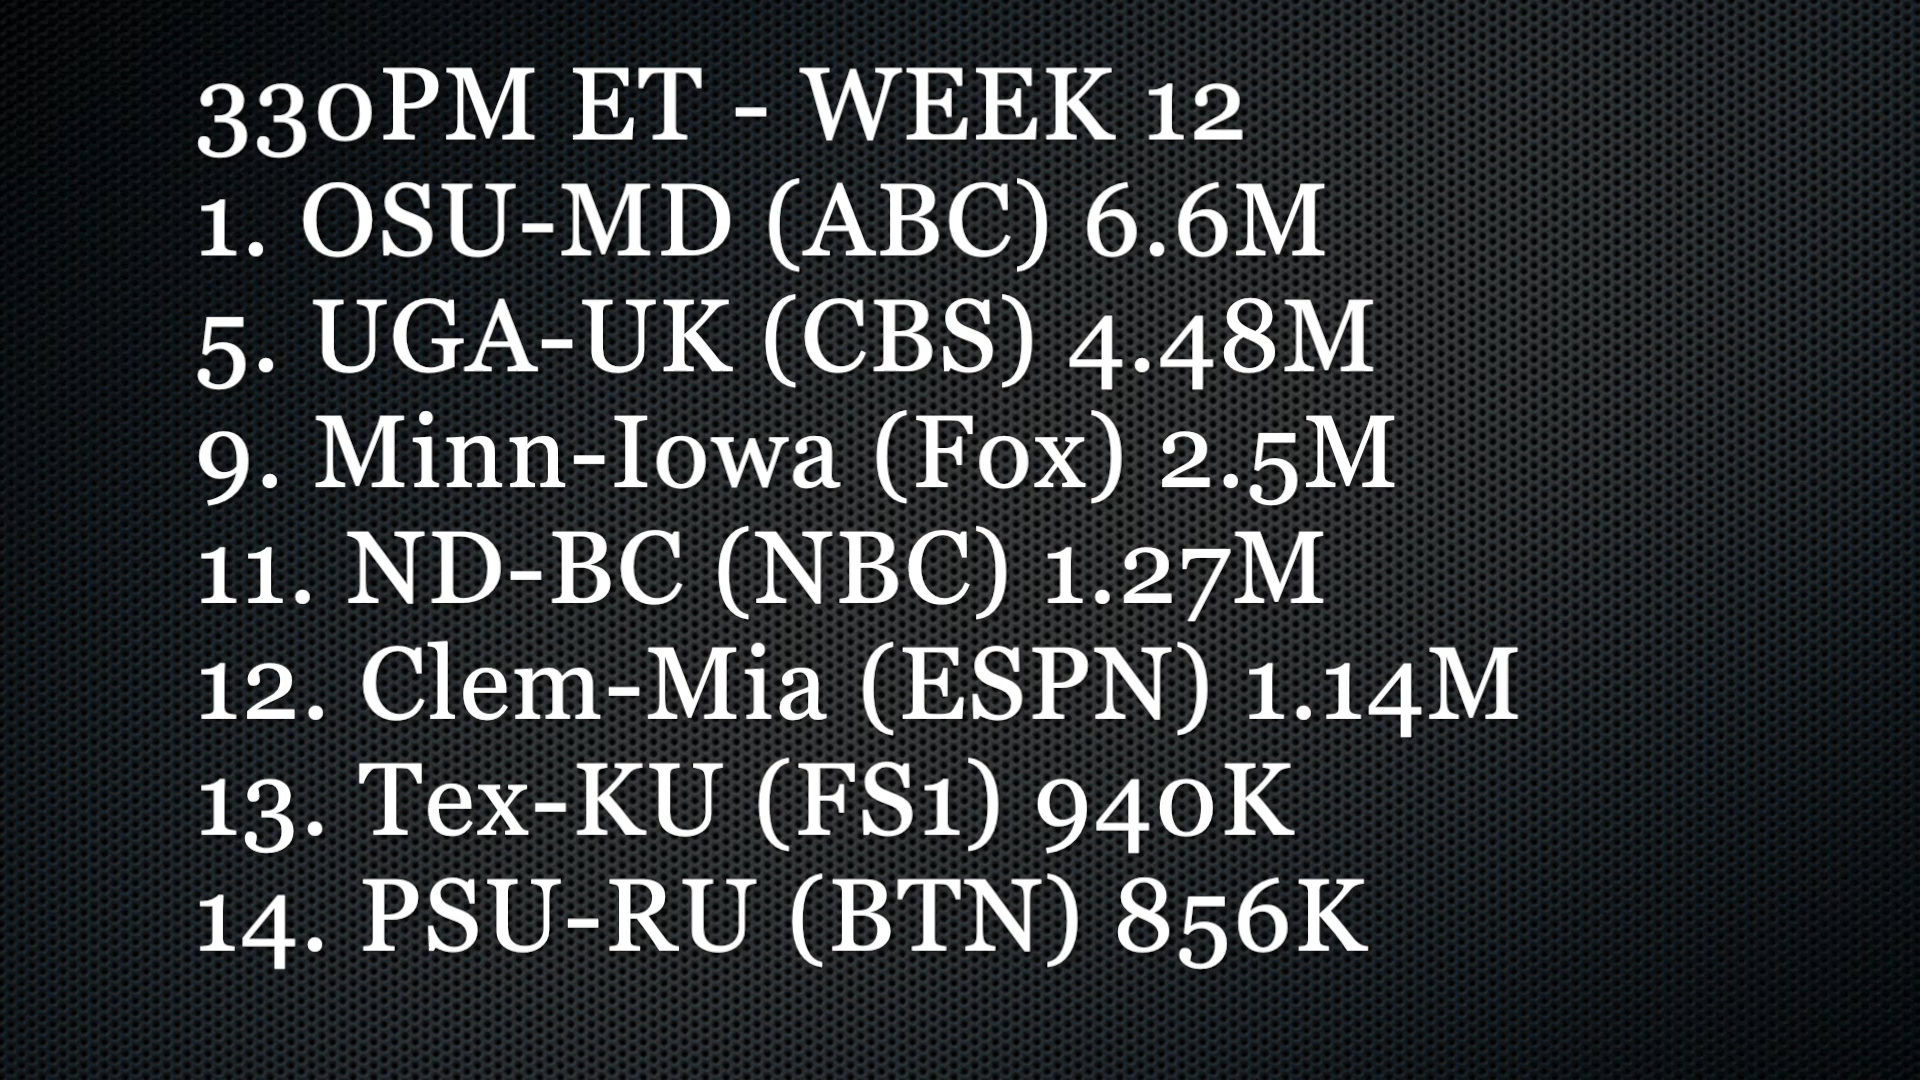 330PM ET - WEEK 12
1. OSU-MD (ABC) 6.6M
5. UGA-UK (CBS) 4.48M
9. Minn-Iowa (Fox) 2.5M
11. ND-BC (NBC) 1.27M
12. Clem-Mia (ESPN) 1.14M
13. Tex-KU (FS1) 940K
14. PSU-RU (BTN) 856K